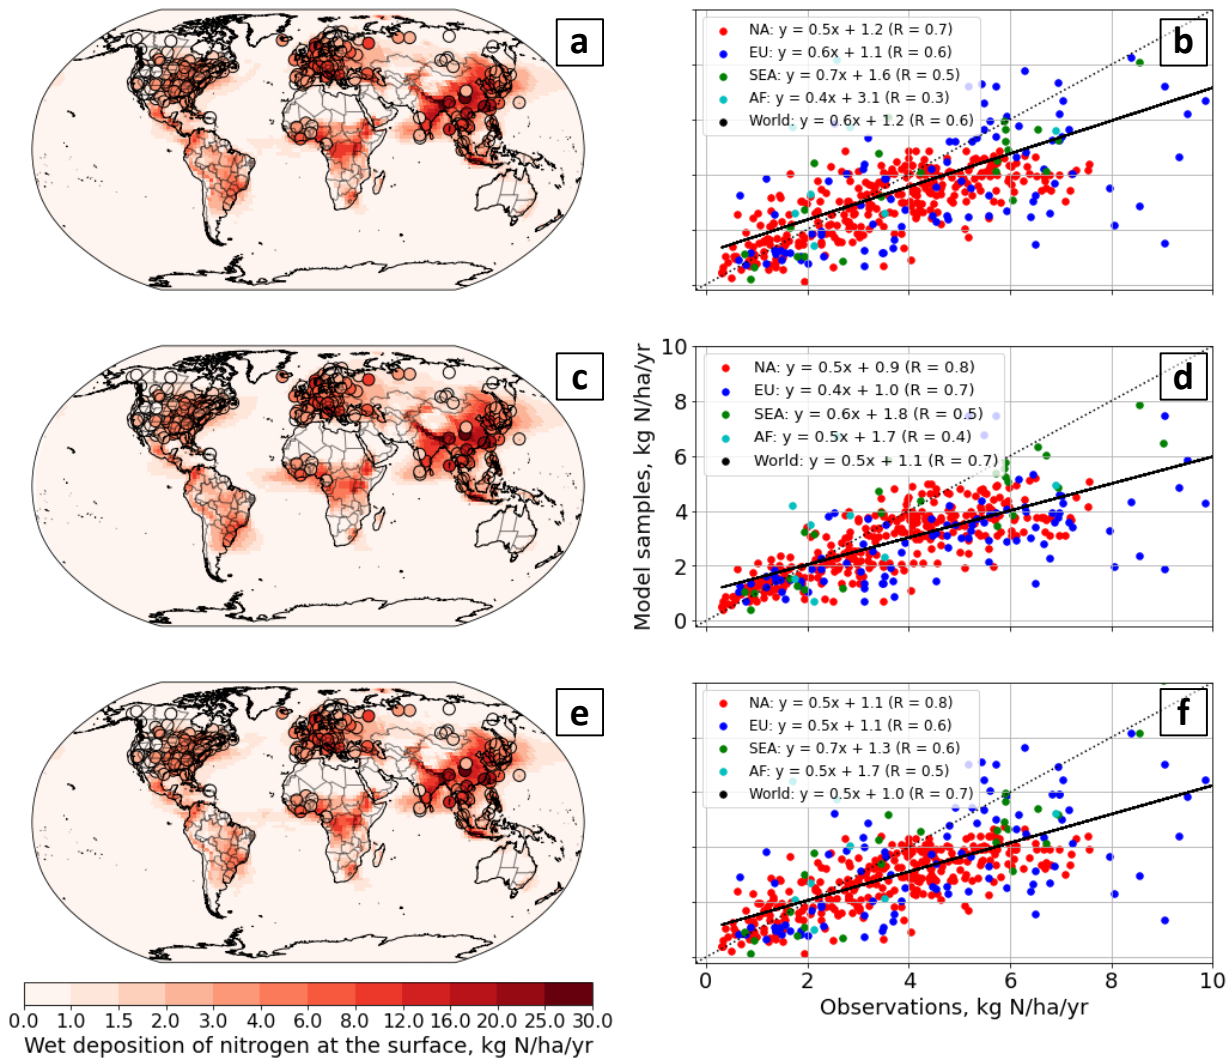 a
b
NA: y = 0.5x + 1.2 (R = 0.7)
EU: y = 0.6x + 1.1 (R = 0.6)
SEA: y = 0.7x + 1.6 (R = 0.5)
AF: y = 0.4x + 3.1 (R = 0.3)
World: y = 0.6x + 1.2 (R = 0.6)
c
d
NA: y = 0.5x + 0.9 (R = 0.8)
EU: y = 0.4x + 1.0 (R = 0.7)
SEA: y = 0.6x + 1.8 (R = 0.5)
AF: y = 0.5x + 1.7 (R = 0.4)
World: y = 0.5x + 1.1 (R = 0.7)
10
8
6
4
2
0
Model samples, kg N/ha/yr
e
f
NA: y = 0.5x + 1.1 (R = 0.8)
EU: y = 0.5x + 1.1 (R = 0.6)
SEA: y = 0.7x + 1.3 (R = 0.6)
AF: y = 0.5x + 1.7 (R = 0.5)
World: y = 0.5x + 1.0 (R = 0.7)
0 2 4 6 8 10
Observations, kg N/ha/yr
0.0 1.0 1.5 2.0 3.0 4.0 6.0 8.0 12.0 16.0 20.0 25.0 30.0
Wet deposition of nitrogen at the surface, kg N/ha/yr